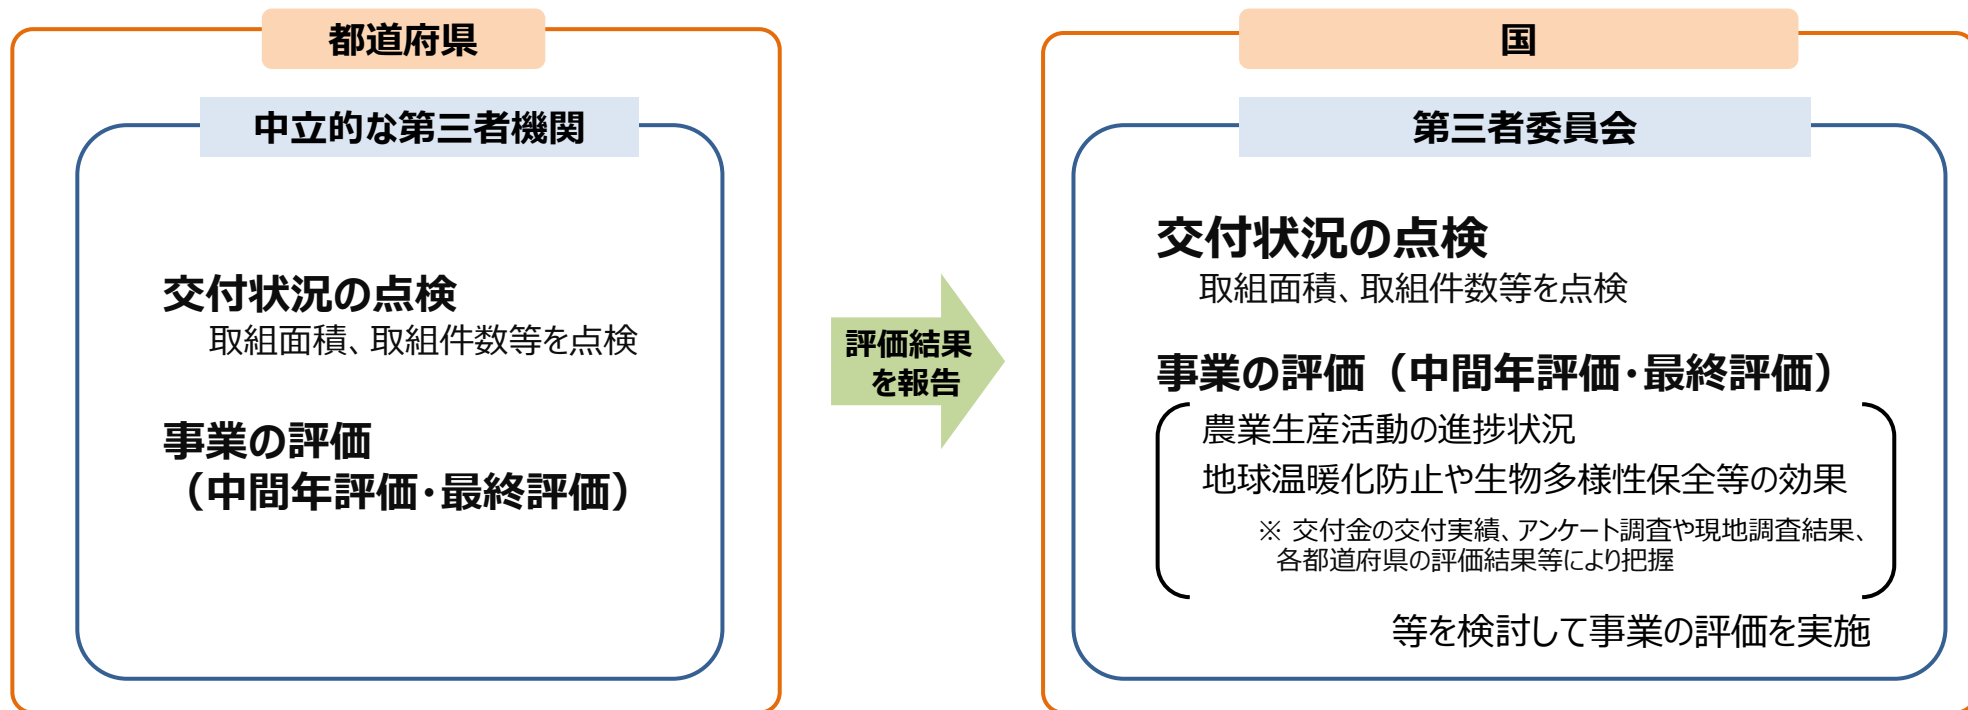 都道府県
中立的な第三者機関
交付状況の点検
取組面積、取組件数等を点検
事業の評価
（中間年評価･最終評価）
評価結果
を報告
国
第三者委員会
交付状況の点検
取組面積、取組件数等を点検
事業の評価（中間年評価･最終評価）
農業生産活動の進捗状況
地球温暖化防止や生物多様性保全等の効果
※ 交付金の交付実績、アンケート調査や現地調査結果、
各都道府県の評価結果等により把握
等を検討して事業の評価を実施